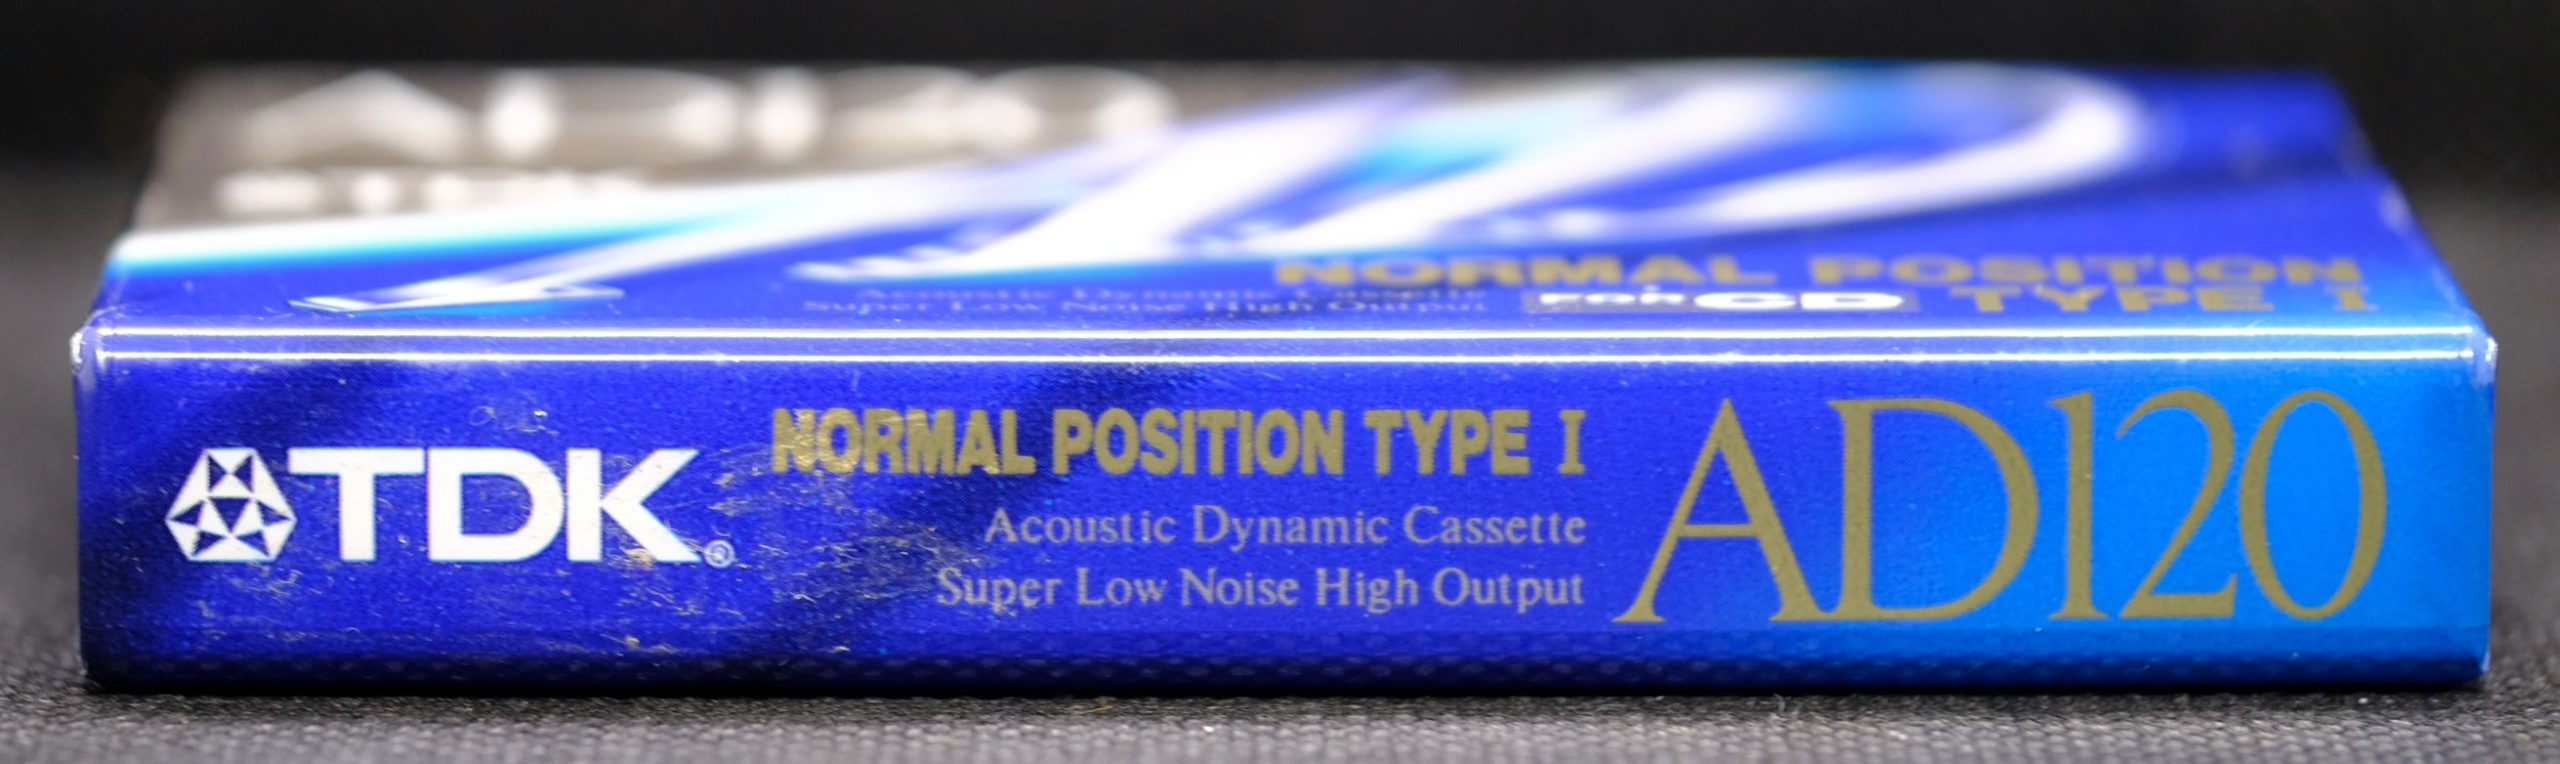 AD
NORMAL POSITION
Acoustic Dynamic Cassette
Super Low Noise High Output
FOR CD
TYPE I
TDK®
NORMAL POSITION TYPE I
Acoustic Dynamic Cassette
Super Low Noise High Output
AD120